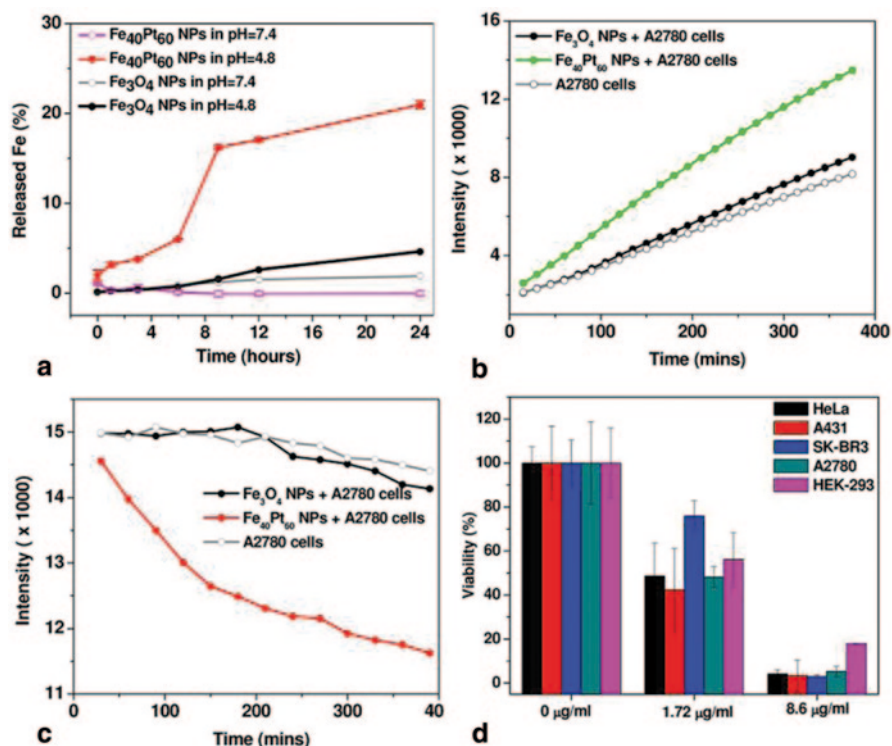 Fe40Pt60 NPs in pH=7.4
Fe40Pt60 NPs in pH=4.8
Fe3O4 NPs in pH=7.4
Fe3O4 NPs in pH=4.8
30
20
10
0
Released Fe (%)
0 4 8 12 16 20 24
Time (hours)
a
Fe3O4 NPs + A2780 cells
Fe40Pt60 NPs + A2780 cells
A2780 cells
16
12
8
4
Intensity ( x 1000)
0 100 200 300 400
Time (mins)
b
15
14
13
12
11
Intensity ( x 1000)
Fe3O4 NPs + A2780 cells
Fe40Pt60 NPs + A2780 cells
A2780 cells
100 200 300 40
Time (mins)
c
HeLa
A431
SK-BR3
A2780
HEK-293
120
100
80
60
40
20
0
Viability (%)
0 µg/ml 1.72 µg/ml 8.6 µg/ml
d